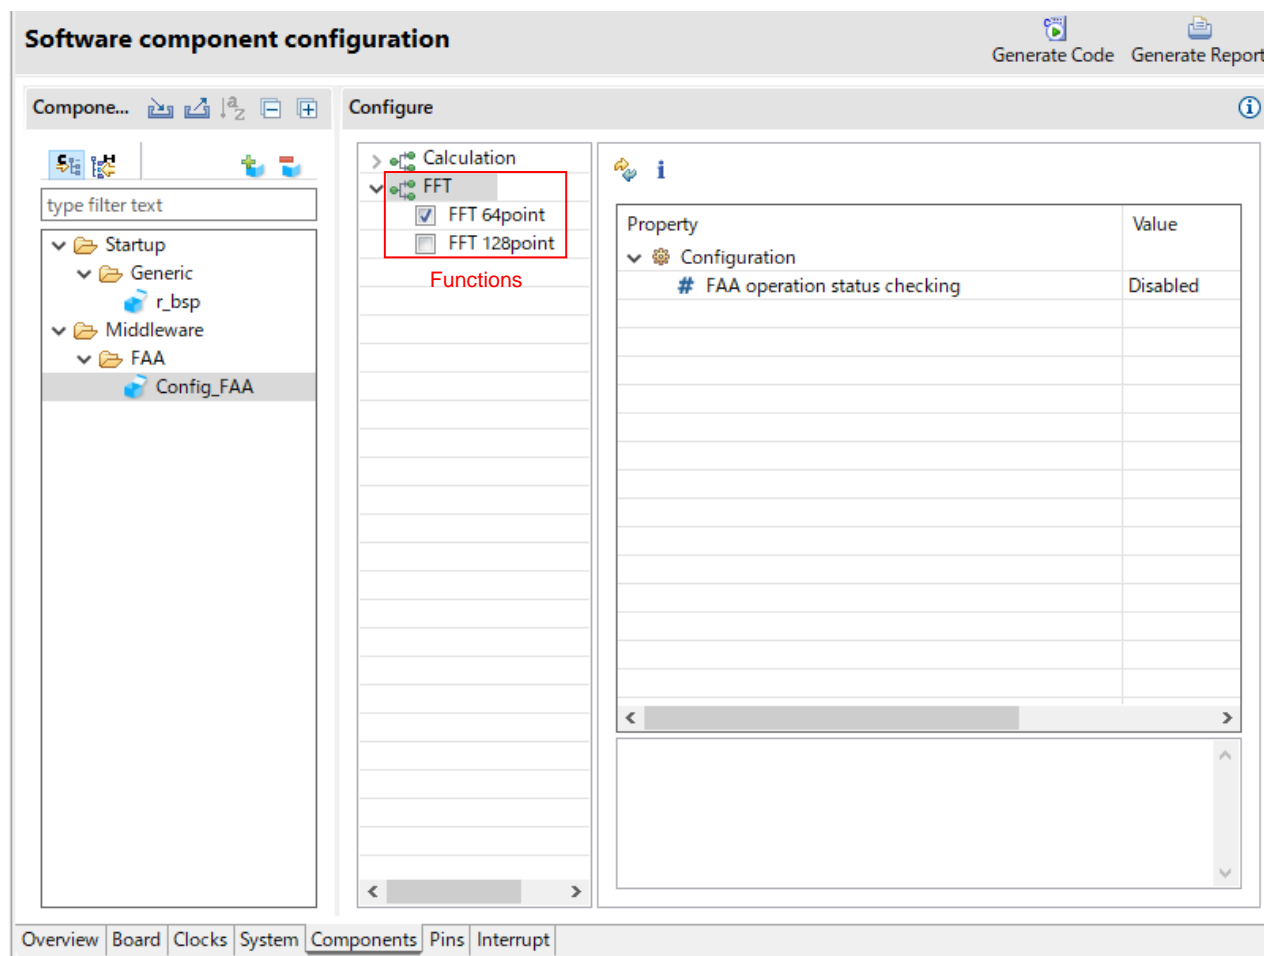 Software component configuration
Generate Code
Generate Report
Compone...
Configure
type filter text
Startup
Generic
r_bsp
Middleware
FAA
Config_FAA
Calculation
FFT
FFT 64point
FFT 128point
Functions
Property
Value
Configuration
FAA operation status checking
Disabled
Overview
Board
Clocks
System
Components
Pins
Interrupt